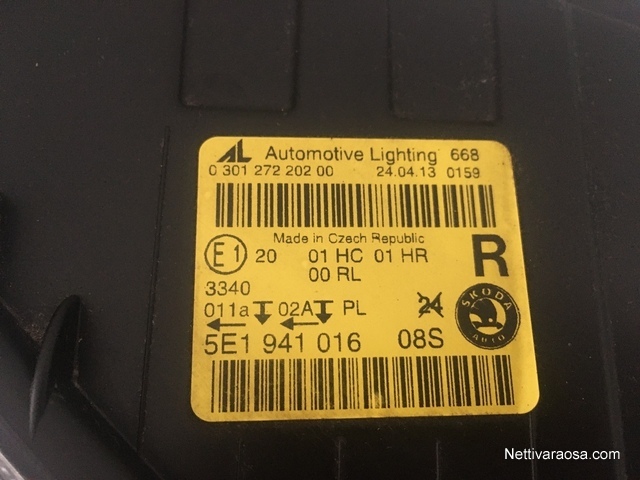 AL Automotive Lighting 668
0 301 272 202 00 24.04.13 0159
Made in Czech Republic
E1 20 01 HC 01 HR R
00 RL
3340
011a 02A PL 24
5E1 941 016 08S
SKODA
AUTO
Nettivaraosa.com